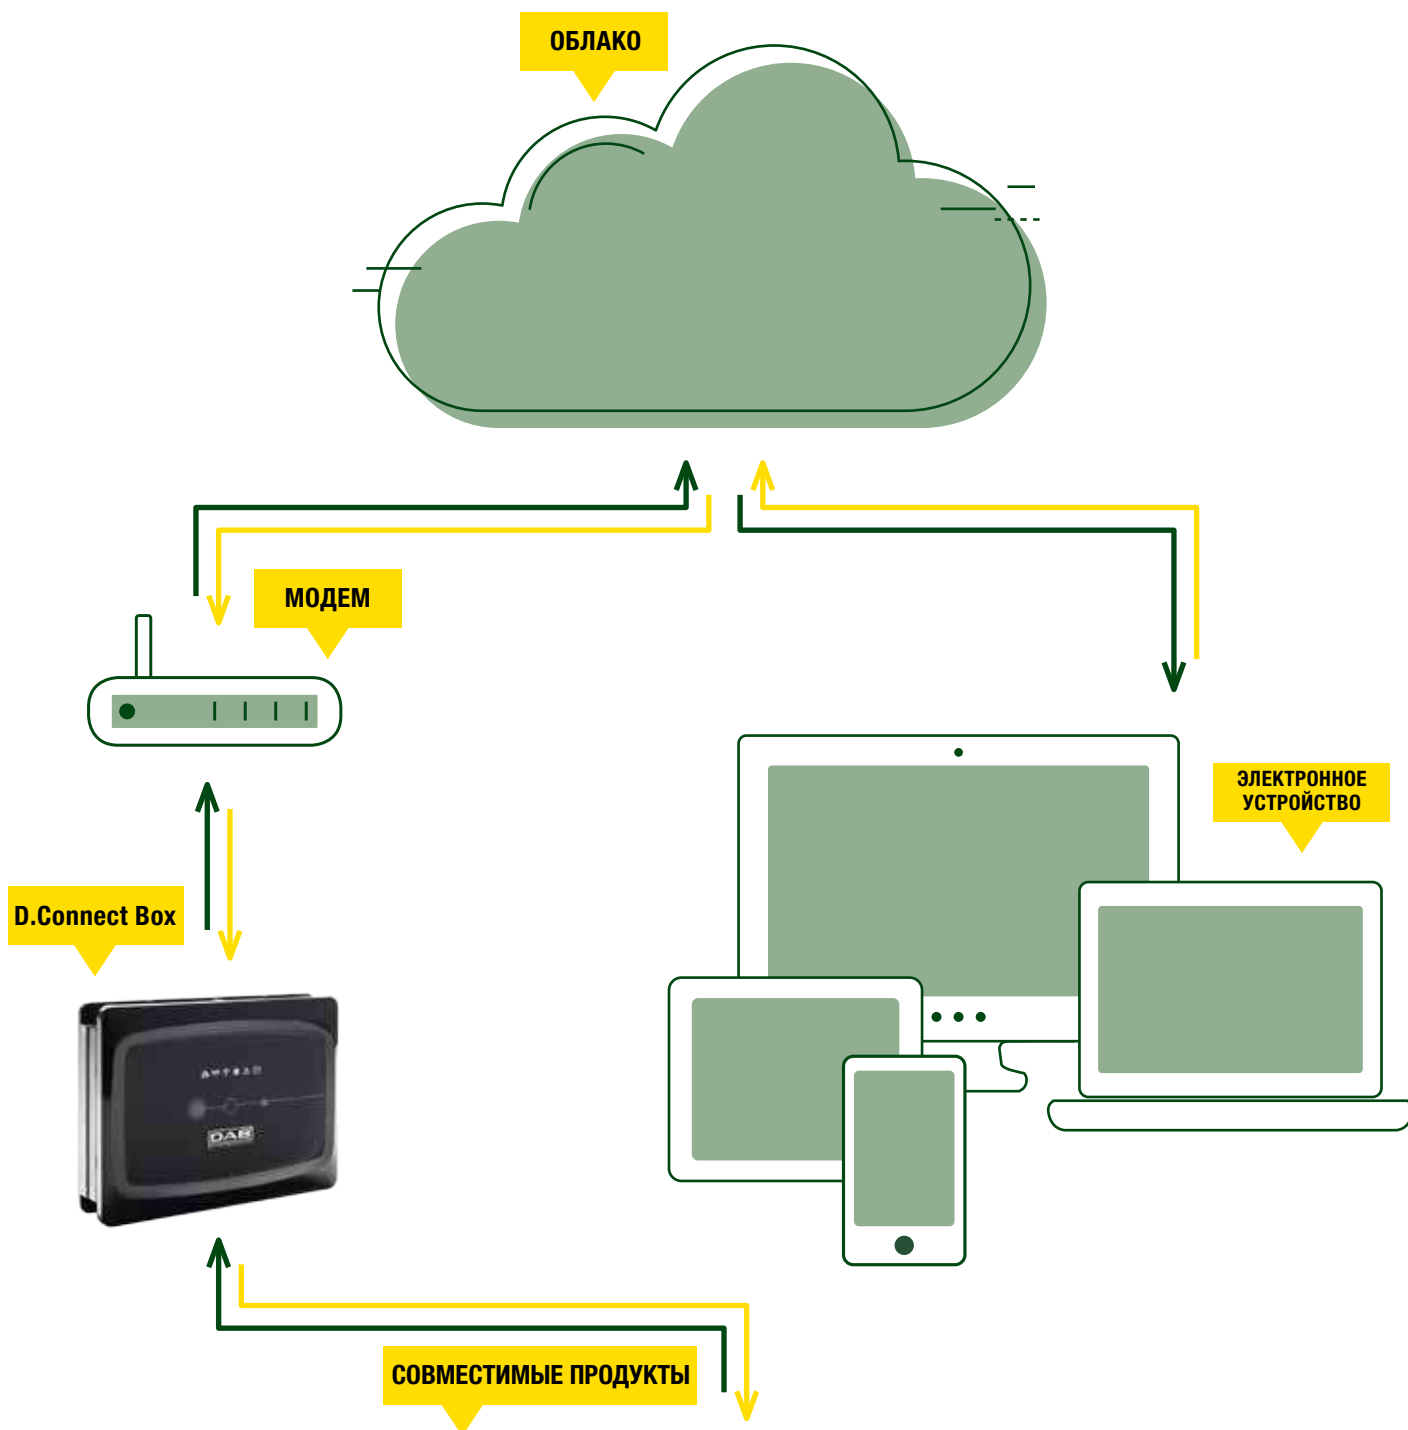 ОБЛАКО
МОДЕМ
ЭЛЕКТРОННОЕ
УСТРОЙСТВО
D.Connect Box
DAB
СОВМЕСТИМЫЕ ПРОДУКТЫ